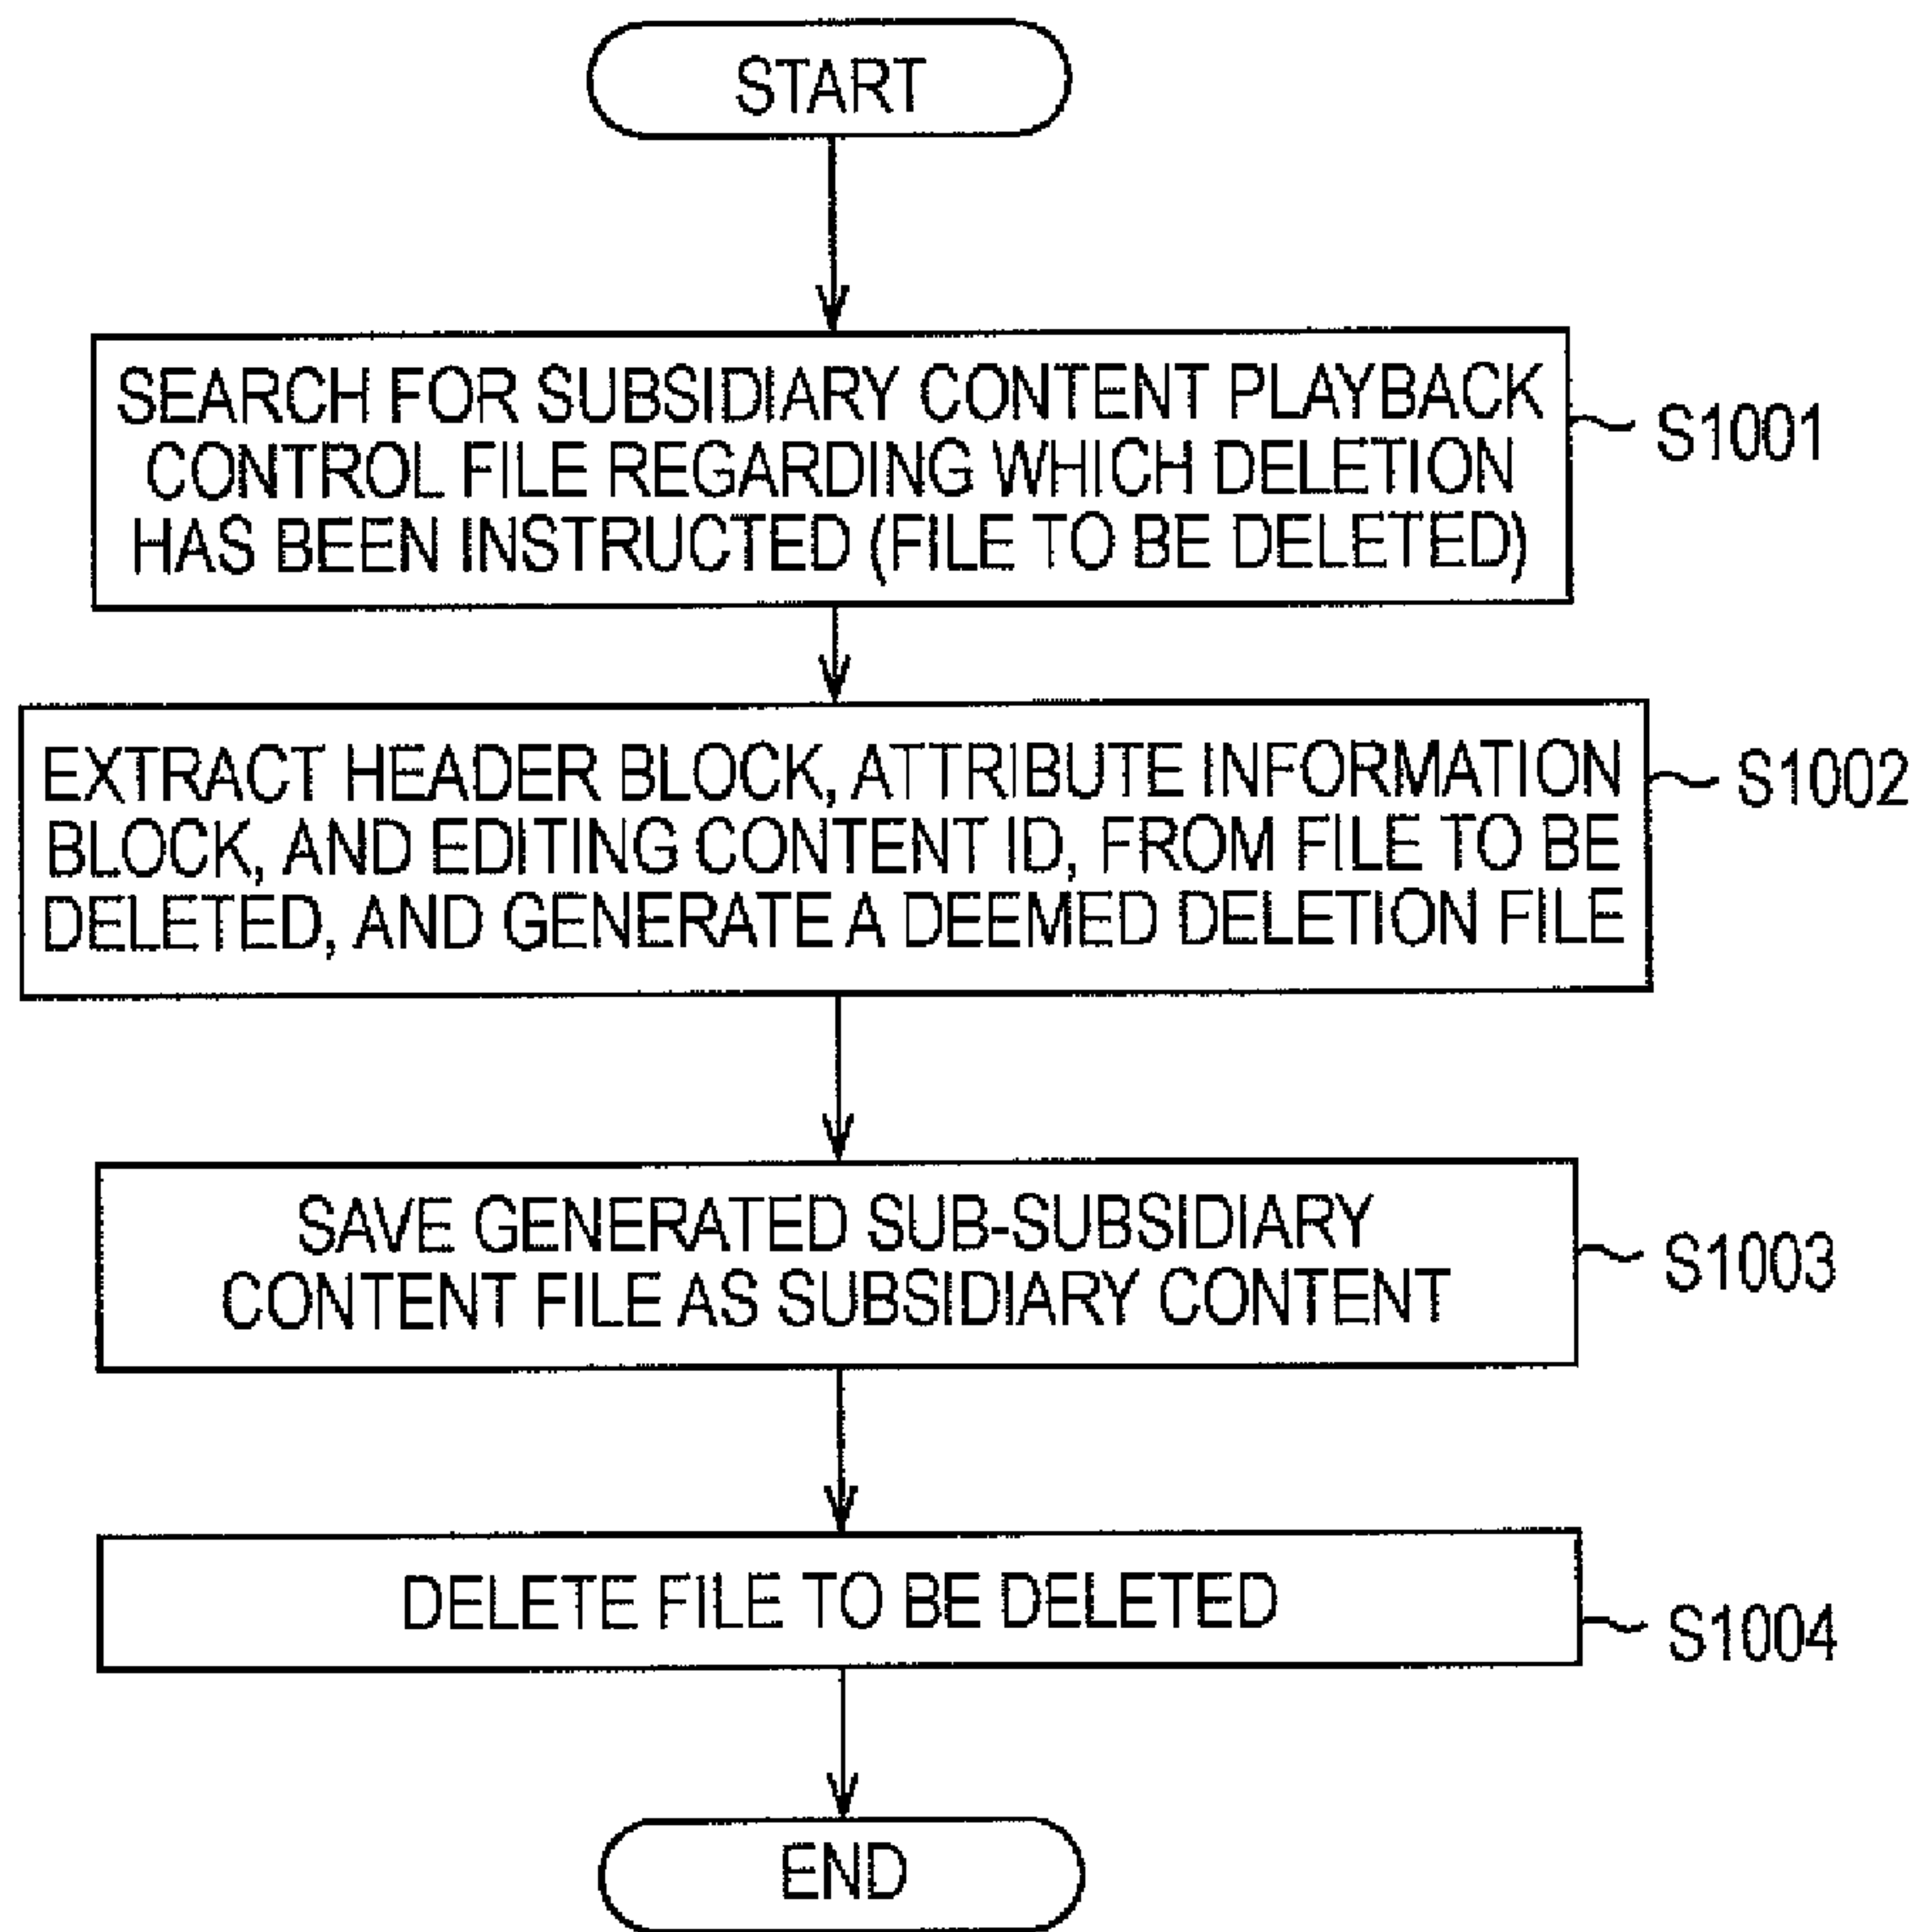 START
SEARCH FOR SUBSIDIARY CONTENT PLAYBACK
CONTROL FILE REGARDING WHICH DELETION
HAS BEEN INSTRUCTED (FILE TO BE DELETED)
S1001
EXTRACT HEADER BLOCK, ATTRIBUTE INFORMATION
BLOCK, AND EDITING CONTENT ID, FROM FILE TO BE
DELETED, AND GENERATE A DEEMED DELETION FILE
S1002
SAVE GENERATED SUB-SUBSIDIARY
CONTENT FILE AS SUBSIDIARY CONTENT
S1003
DELETE FILE TO BE DELETED
S1004
END